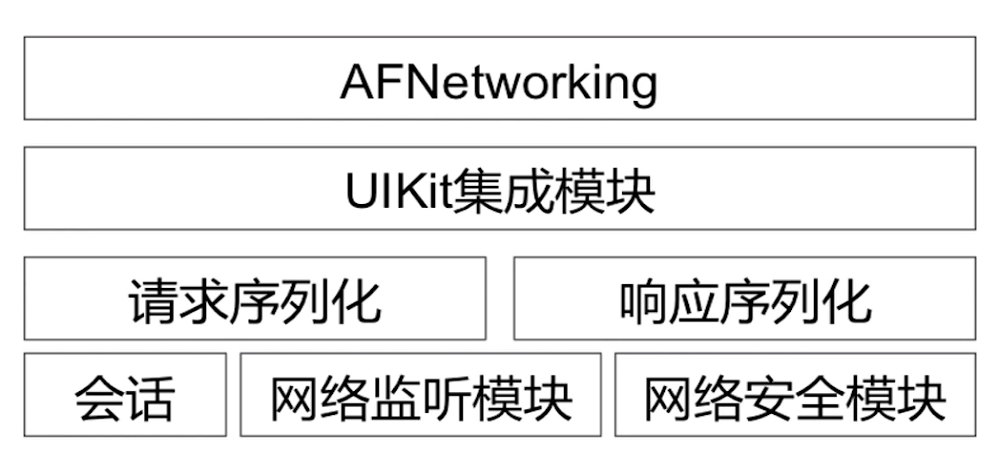 AFNetworking
UIKit集成模块
请求序列化
响应序列化
会话
网络监听模块
网络安全模块